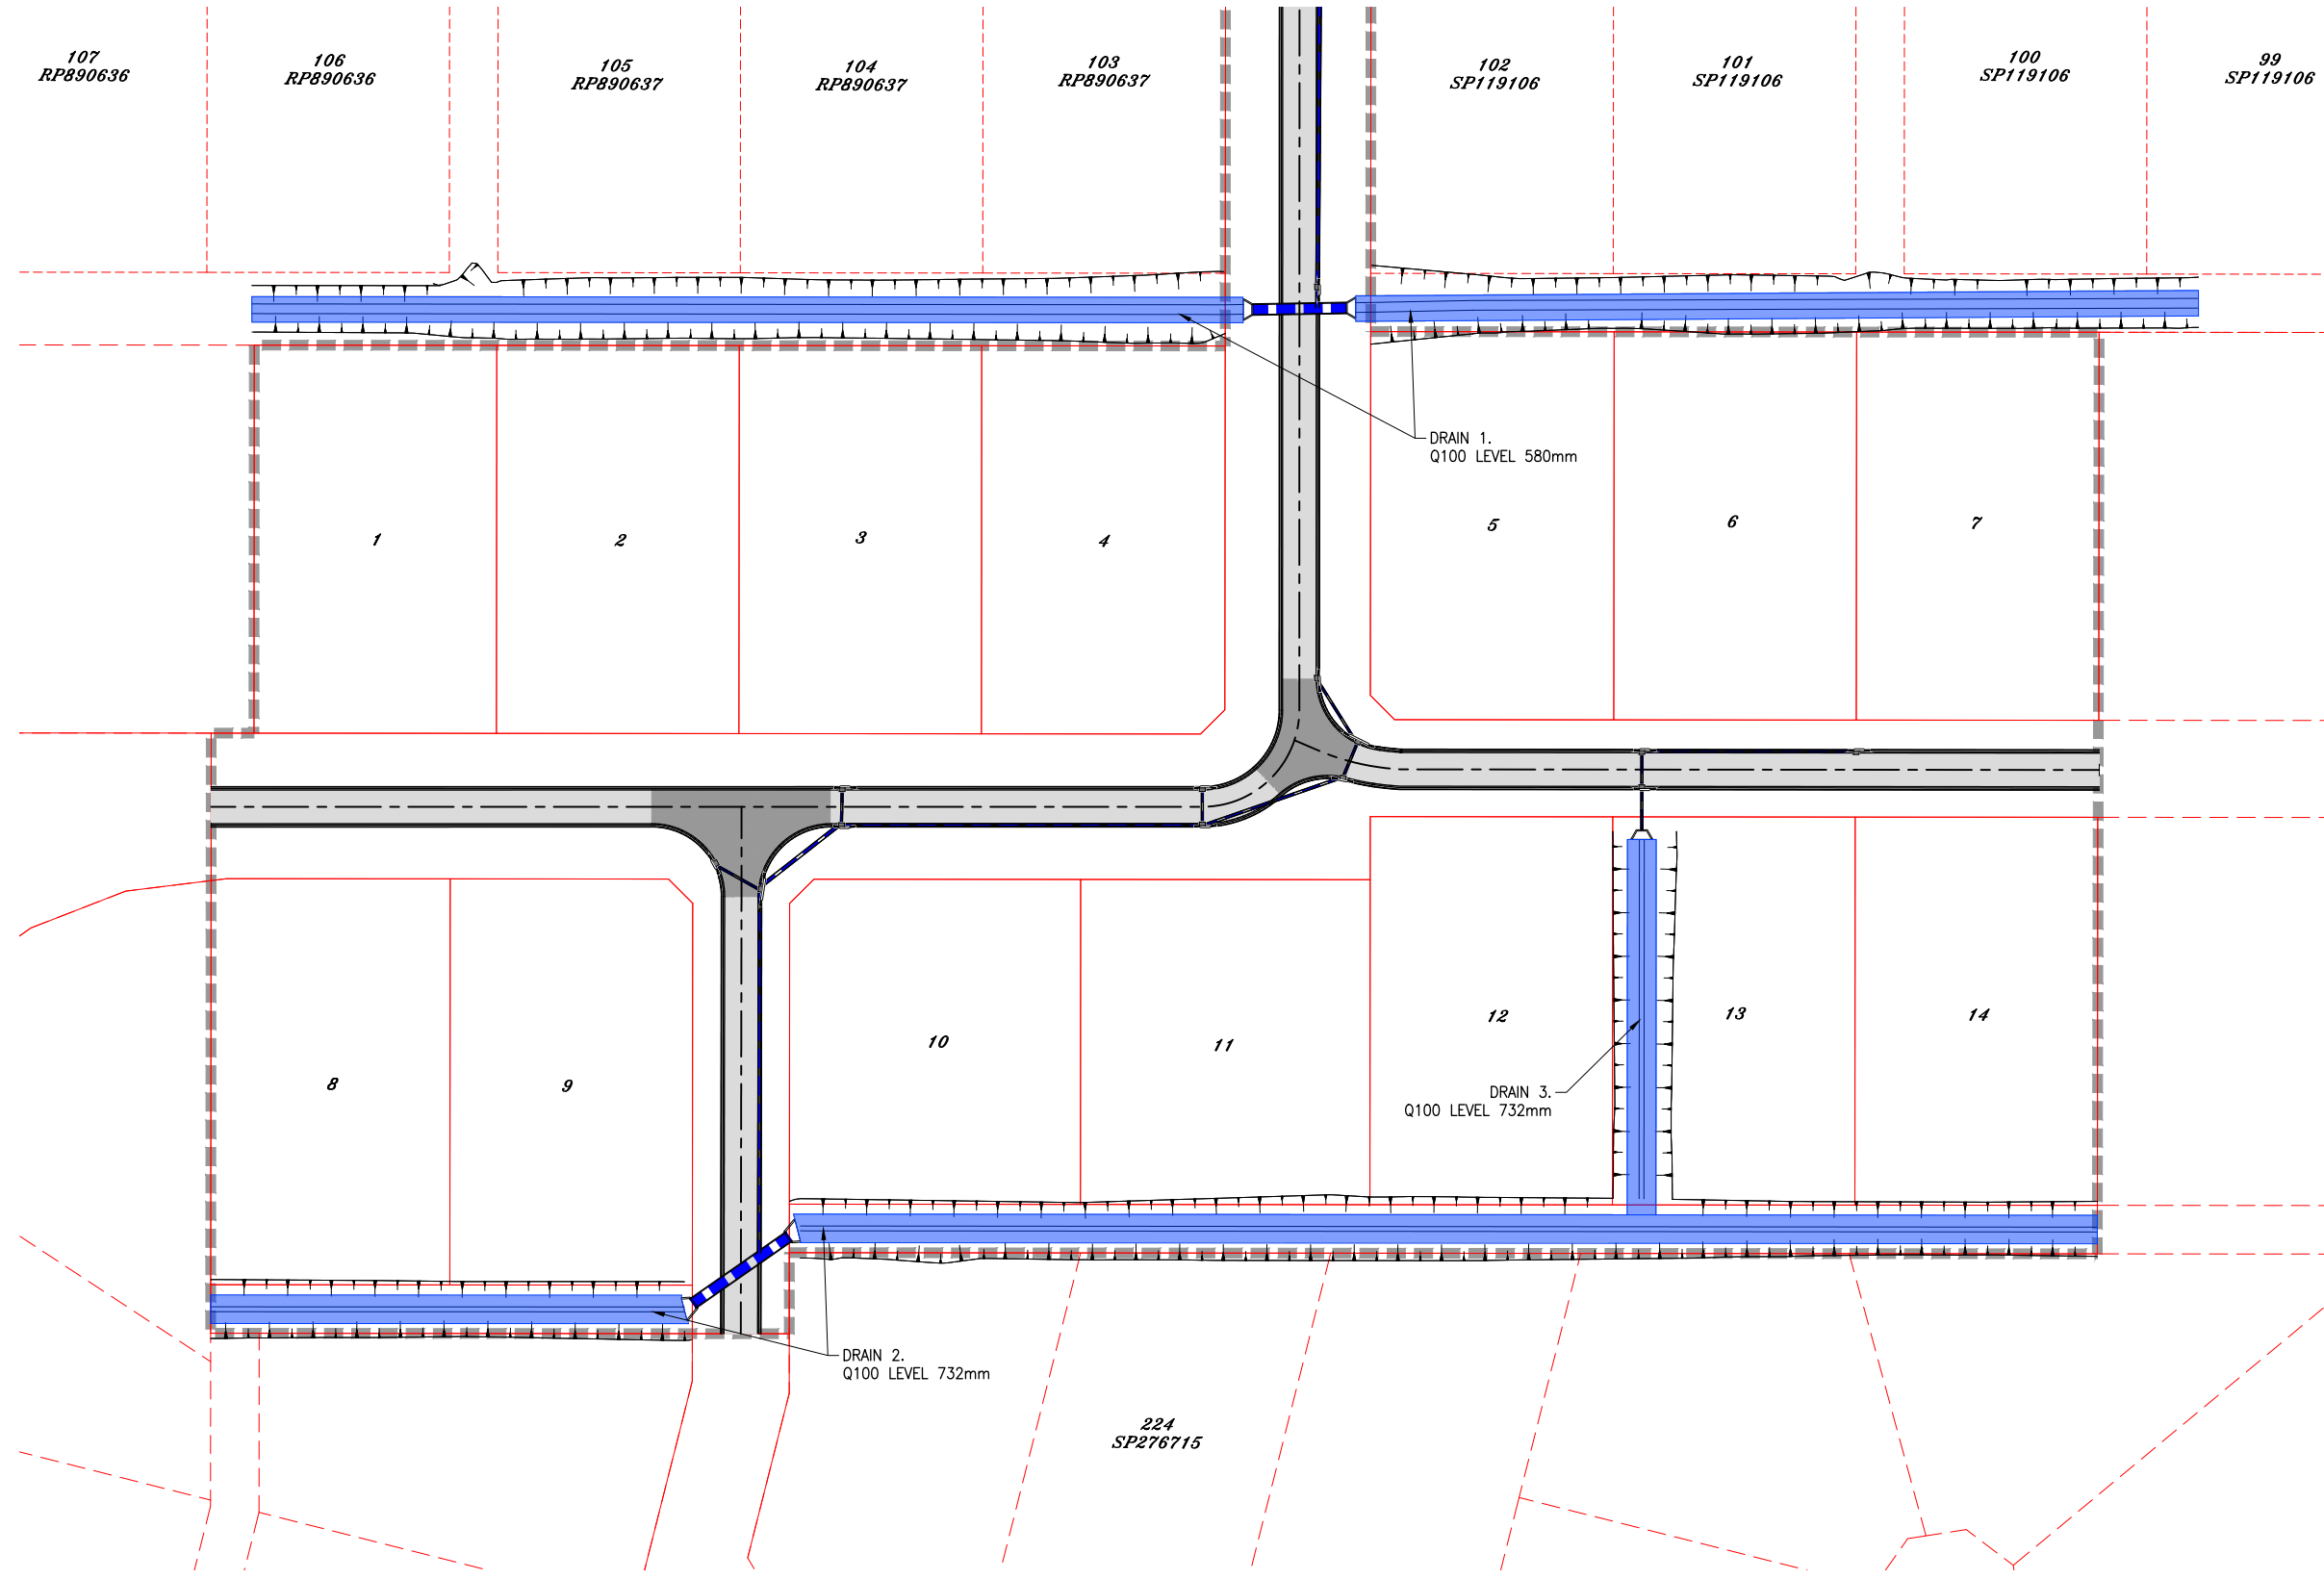 107
RP890636
106
RP890636
105
RP890637
104
RP890637
103
RP890637
102
SP119106
101
SP119106
100
SP119106
99
SP119106
DRAIN 1.
Q100 LEVEL 580mm
1
2
3
4
5
6
7
8
9
10
11
12
13
14
DRAIN 3.
Q100 LEVEL 732mm
DRAIN 2.
Q100 LEVEL 732mm
224
SP276715